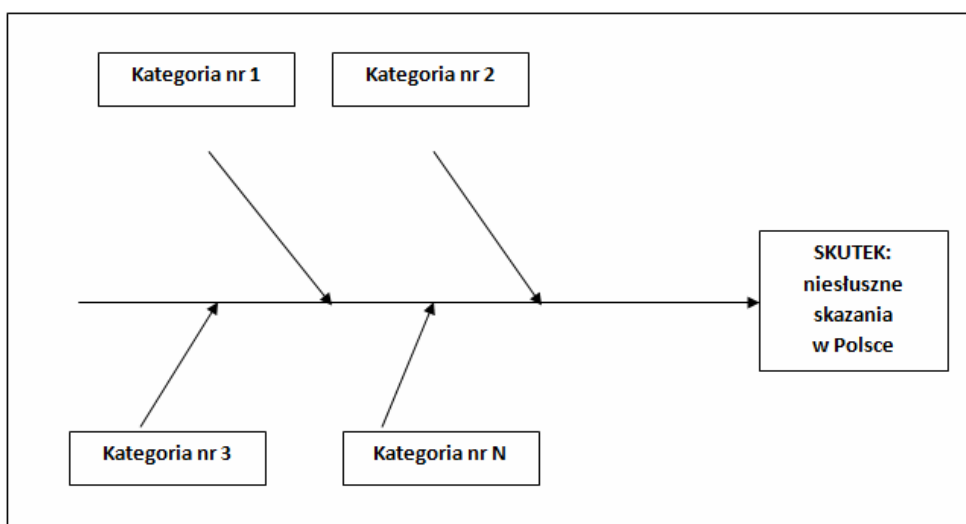 Kategoria nr 1
Kategoria nr 2
SKUTEK:
niesłuszne
skazania
w Polsce
Kategoria nr 3
Kategoria nr N